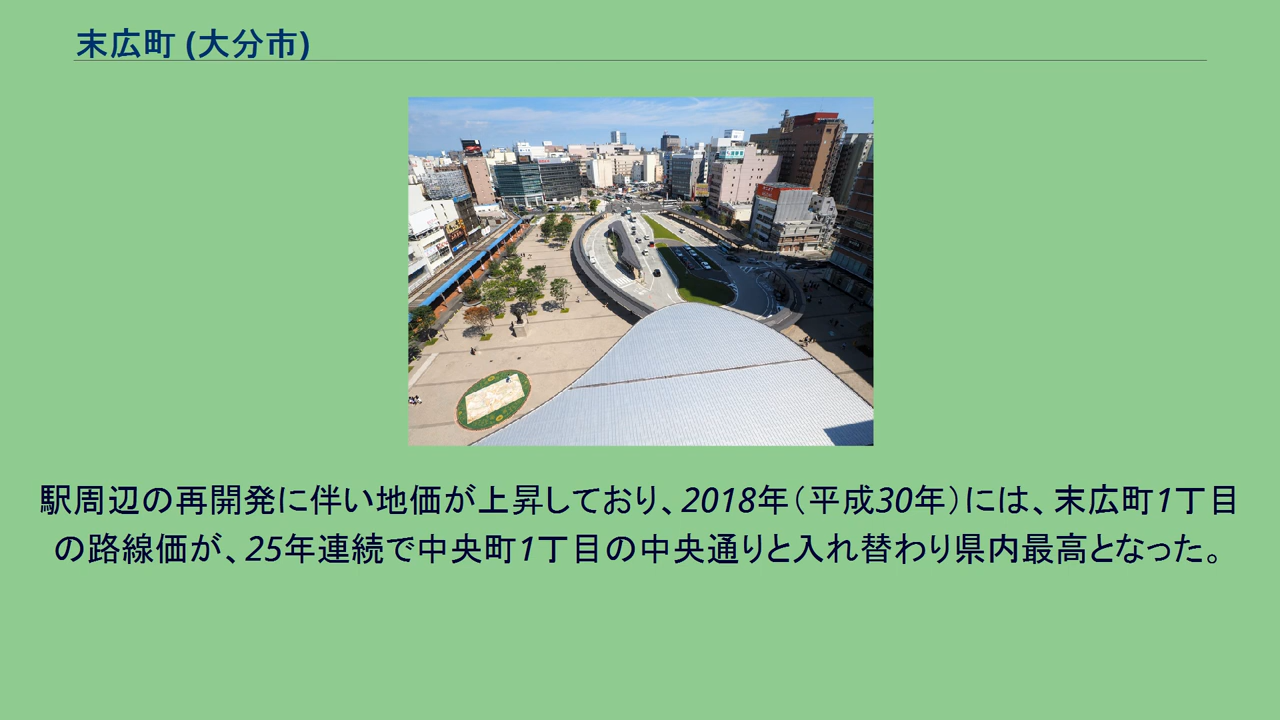 末広町 (大分市)
駅周辺の再開発に伴い地価が上昇しており、2018年（平成30年）には、末広町1丁目
の路線価が、25年連続で中央町1丁目の中央通りと入れ替わり県内最高となった。